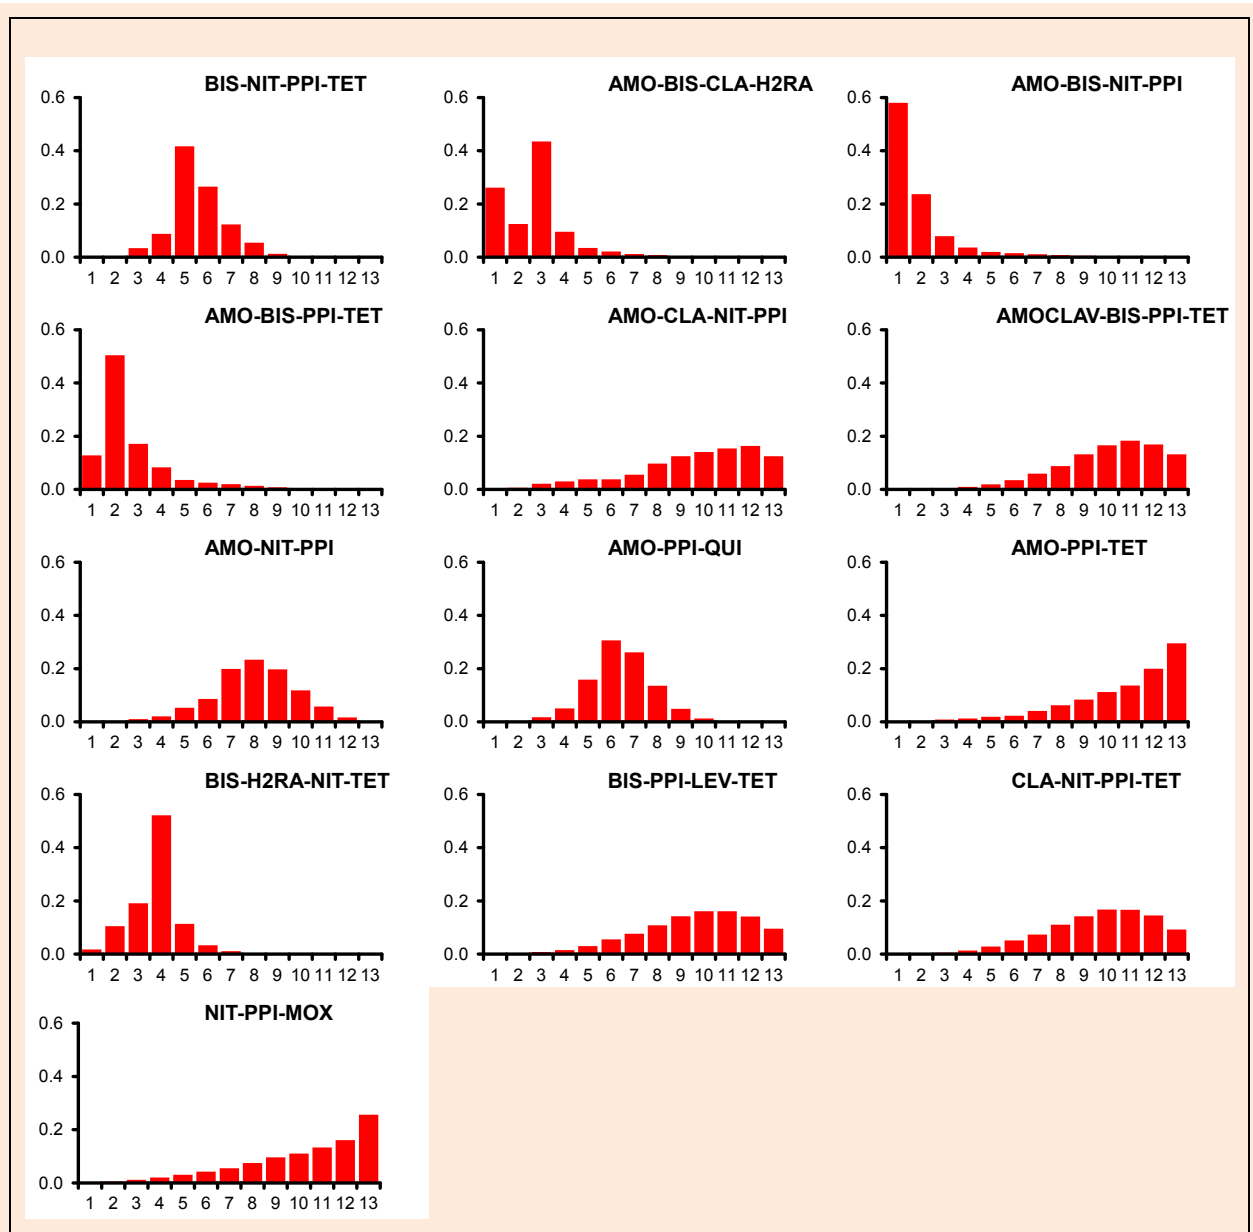 BIS-NIT-PPI-TET
0.6
0.4
0.2
0.0
1 2 3 4 5 6 7 8 9 10 11 12 13
AMO-BIS-CLA-H2RA
0.6
0.4
0.2
0.0
1 2 3 4 5 6 7 8 9 10 11 12 13
AMO-BIS-NIT-PPI
0.6
0.4
0.2
0.0
1 2 3 4 5 6 7 8 9 10 11 12 13
AMO-BIS-PPI-TET
0.6
0.4
0.2
0.0
1 2 3 4 5 6 7 8 9 10 11 12 13
AMO-CLA-NIT-PPI
0.6
0.4
0.2
0.0
1 2 3 4 5 6 7 8 9 10 11 12 13
AMOCLAV-BIS-PPI-TET
0.6
0.4
0.2
0.0
1 2 3 4 5 6 7 8 9 10 11 12 13
AMO-NIT-PPI
0.6
0.4
0.2
0.0
1 2 3 4 5 6 7 8 9 10 11 12 13
AMO-PPI-QUI
0.6
0.4
0.2
0.0
1 2 3 4 5 6 7 8 9 10 11 12 13
AMO-PPI-TET
0.6
0.4
0.2
0.0
1 2 3 4 5 6 7 8 9 10 11 12 13
BIS-H2RA-NIT-TET
0.6
0.4
0.2
0.0
1 2 3 4 5 6 7 8 9 10 11 12 13
BIS-PPI-LEV-TET
0.6
0.4
0.2
0.0
1 2 3 4 5 6 7 8 9 10 11 12 13
CLA-NIT-PPI-TET
0.6
0.4
0.2
0.0
1 2 3 4 5 6 7 8 9 10 11 12 13
NIT-PPI-MOX
0.6
0.4
0.2
0.0
1 2 3 4 5 6 7 8 9 10 11 12 13